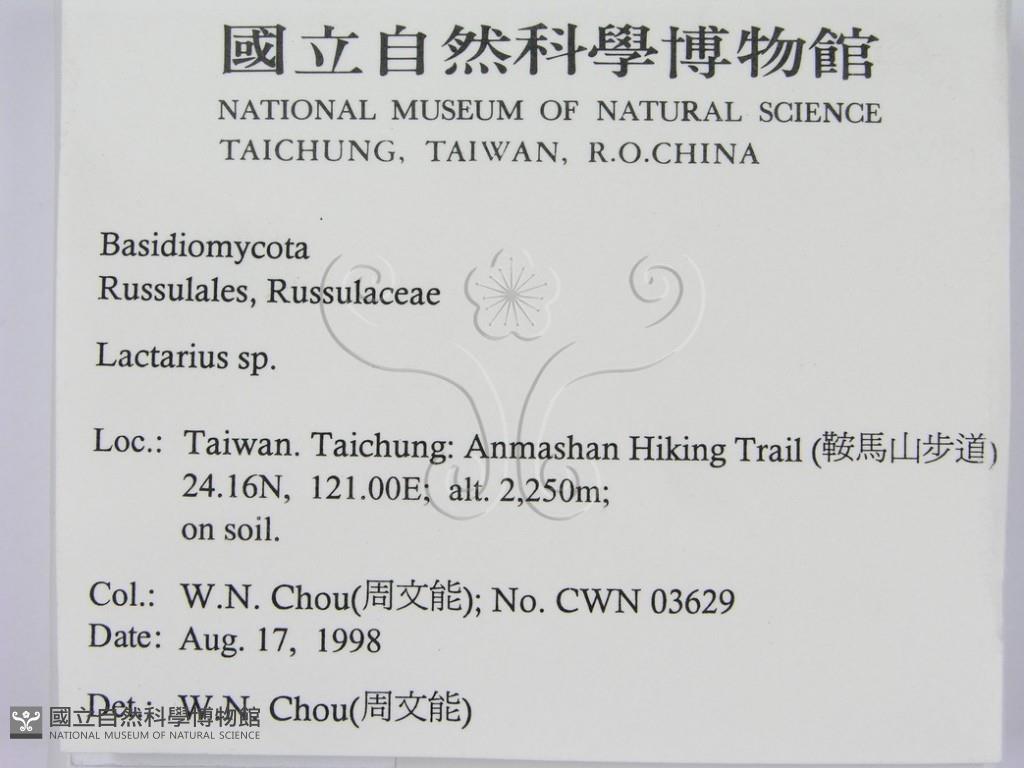 國立自然科學博物館
NATIONAL MUSEUM OF NATURAL SCIENCE
TAICHUNG, TAIWAN, R.O.CHINA
Basidiomycota
Russulales, Russulaceae
Lactarius sp.
Loc.: Taiwan. Taichung: Anmashan Hiking Trail (鞍馬山步道)
24.16N, 121.00E; alt. 2,250m;
on soil.
Col.: W.N. Chou(周文能); No. CWN 03629
Date: Aug. 17, 1998
Det.: W.N. Chou(周文能)
國立自然科學博物館
NATIONAL MUSEUM OF NATURAL SCIENCE